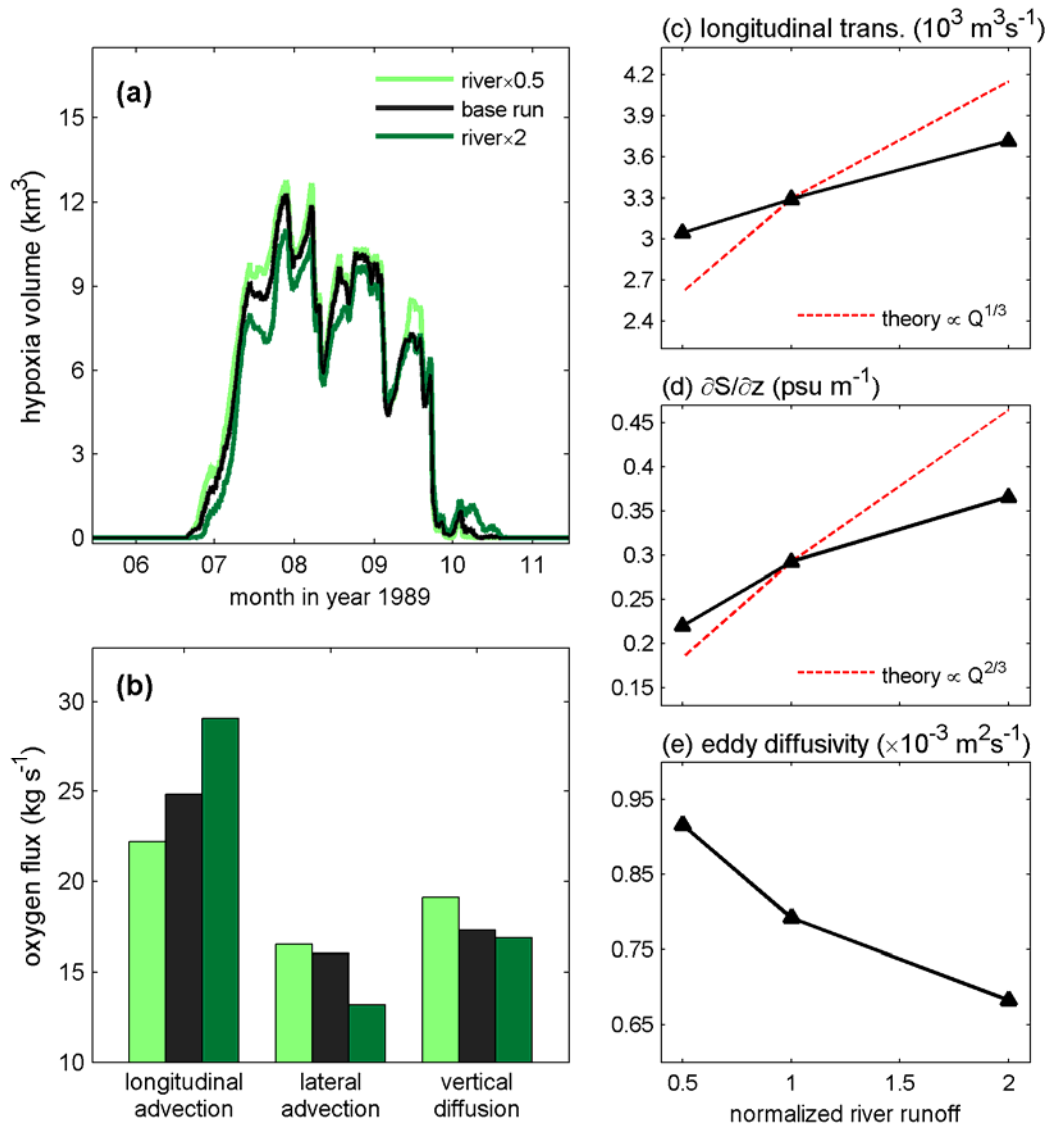 (a)
river×0.5
base run
river×2
hypoxia volume (km³)
15
12
9
6
3
0
06 07 08 09 10 11
month in year 1989
(b)
oxygen flux (kg s⁻¹)
30
25
20
15
10
longitudinal advection
lateral advection
vertical diffusion
(c) longitudinal trans. (10³ m³s⁻¹)
4.2
3.9
3.6
3.3
3
2.7
2.4
theory ∝ Q^1/3
(d) ∂S/∂z (psu m⁻¹)
0.45
0.4
0.35
0.3
0.25
0.2
0.15
theory ∝ Q^2/3
(e) eddy diffusivity (×10⁻³ m²s⁻¹)
0.95
0.85
0.75
0.65
0.5 1 1.5 2
normalized river runoff